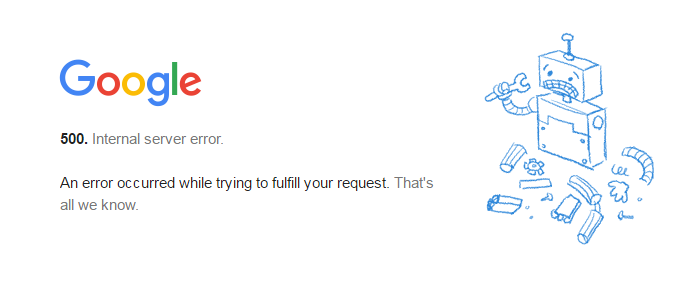 Google
500. Internal server error.
An error occurred while trying to fulfill your request. That's
all we know.